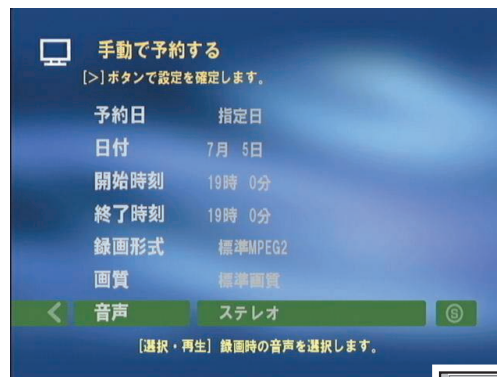 手動で予約する
[>]ボタンで設定を確定します。
予約日 指定日
日付 7月 5日
開始時刻 19時 0分
終了時刻 19時 0分
録画形式 標準MPEG2
画質 標準画質
< 音声 ステレオ S
[選択・再生] 録画時の音声を選択します。